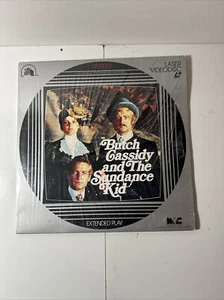 LASER
VIDEODISC
Butch
Cassidy
and The
Sundance
Kid
EXTENDED PLAY